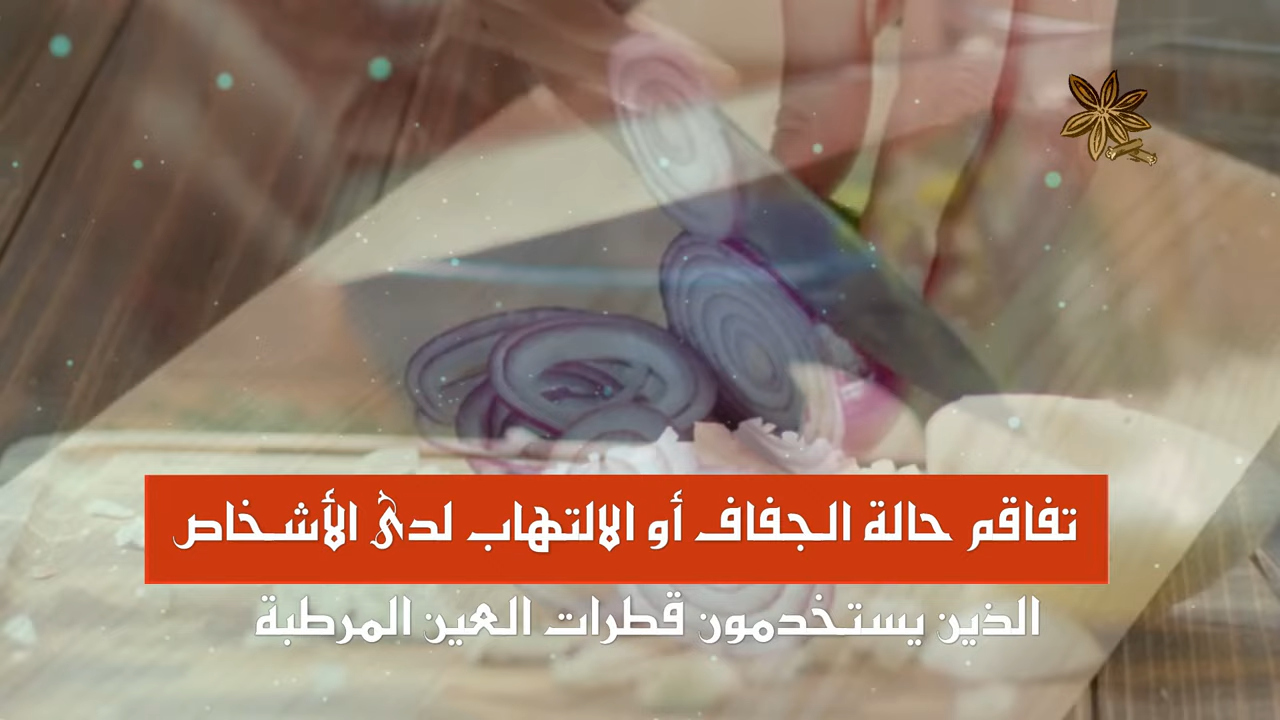 تفاقم حالة الجفاف أو الالتهاب لدى الأشخاص
الذين يستخدمون قطرات العين المرطبة